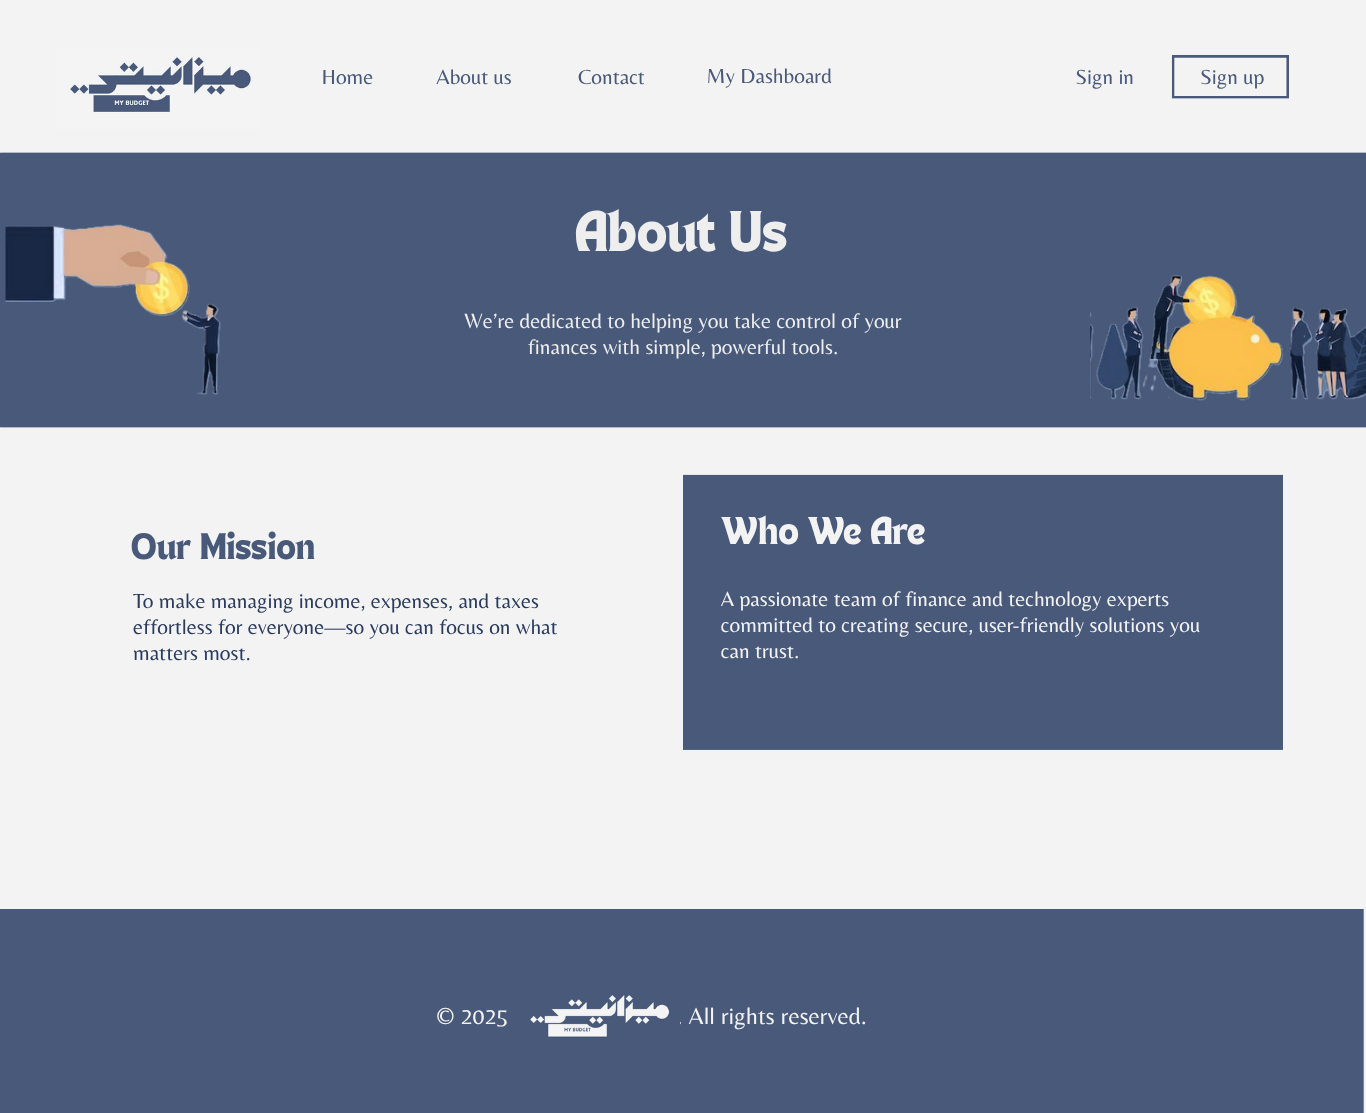 ميزانيتي
MY BUDGET
Home
About us
Contact
My Dashboard
Sign in
Sign up
About Us
We’re dedicated to helping you take control of your
finances with simple, powerful tools.
Our Mission
To make managing income, expenses, and taxes
effortless for everyone—so you can focus on what
matters most.
Who We Are
A passionate team of finance and technology experts
committed to creating secure, user-friendly solutions you
can trust.
© 2025 ميزانيتي . All rights reserved.
MY BUDGET